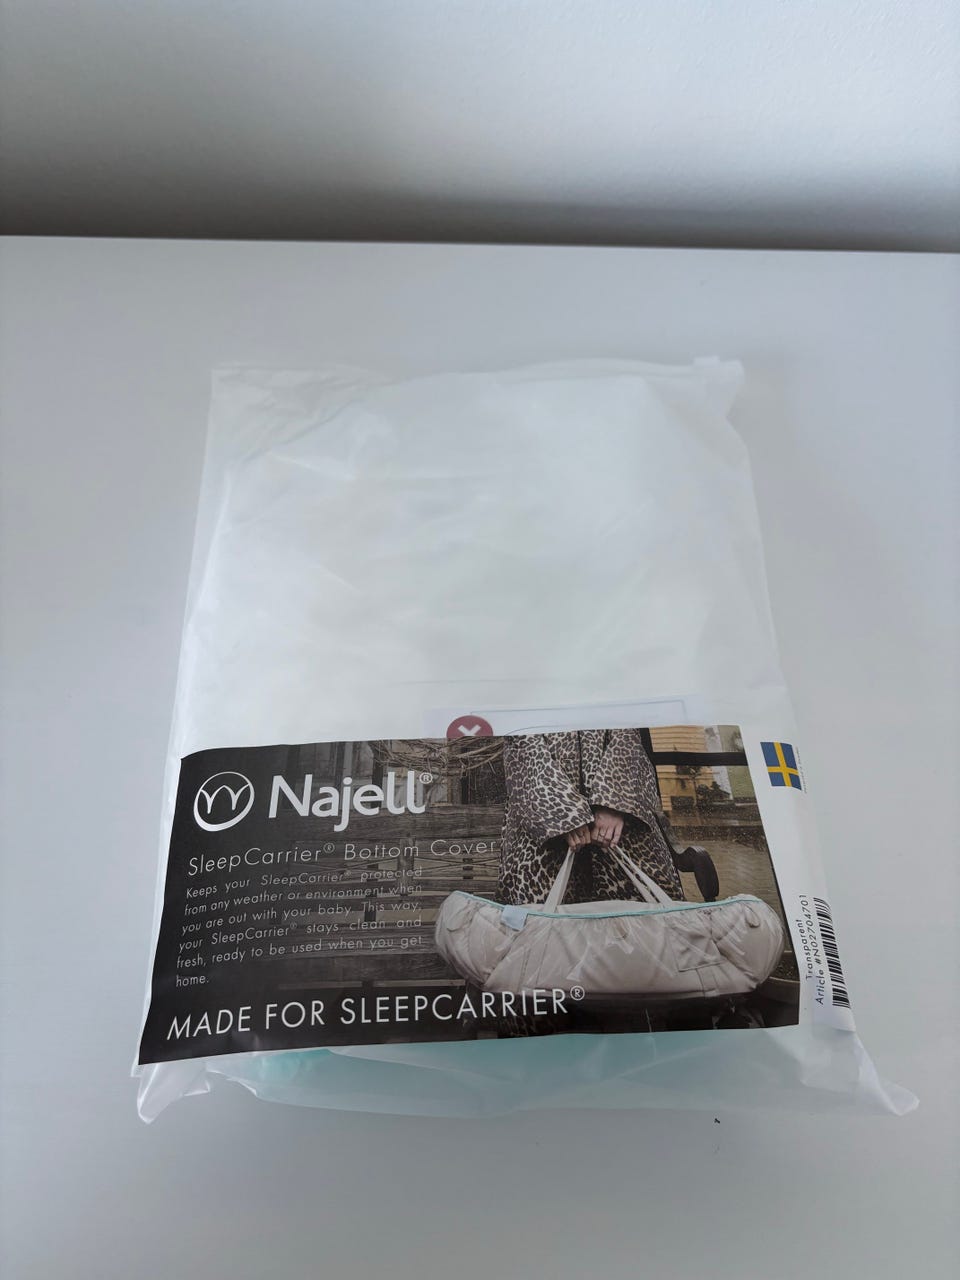 Najell®
SleepCarrier® Bottom Cover
Keeps your SleepCarrier® protected
from any weather or environment when
you are out with your baby. This way,
your SleepCarrier® stays clean and
fresh, ready to be used when you get
home.
MADE FOR SLEEPCARRIER®
Transparent
Article #N02704701